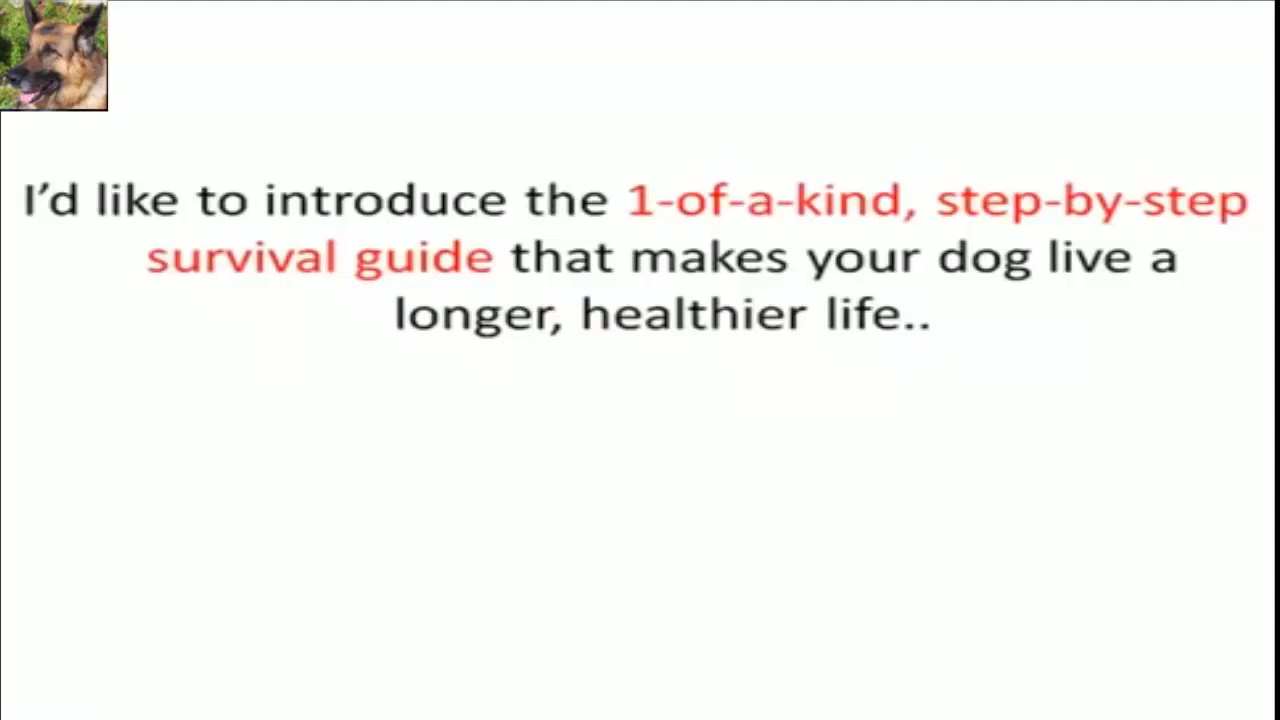 I’d like to introduce the 1-of-a-kind, step-by-step
survival guide that makes your dog live a
longer, healthier life..